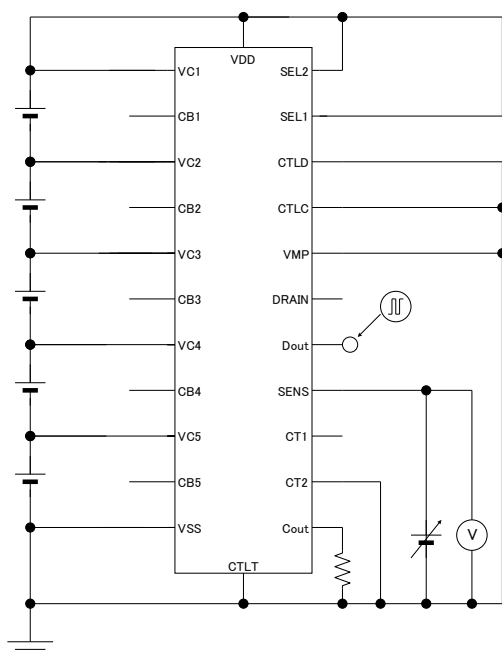 VDD
VC1
SEL2
CB1
SEL1
VC2
CTLD
CB2
CTLC
VC3
VMP
CB3
DRAIN
VC4
Dout
CB4
SENS
VC5
CT1
CB5
CT2
VSS
Cout
V
CTLT